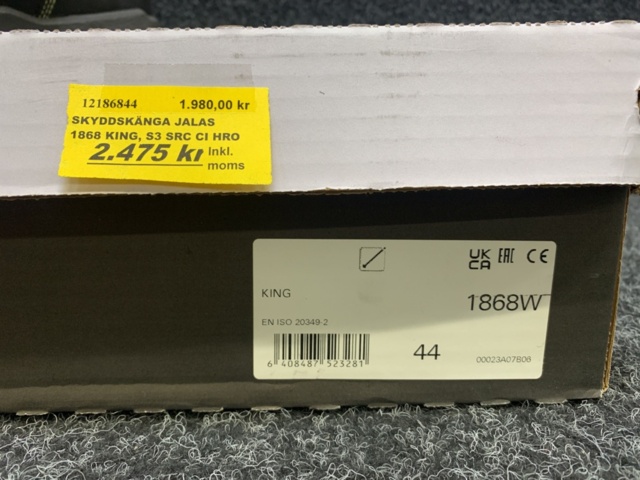 12186844 1.980,00 kr
SKYDDSKÄNGA JALAS
1868 KING, S3 SRC CI HRO
2.475 kr Inkl. moms
UK CA EAC CE
KING
1868W
EN ISO 20349-2
6 408487 523281
44
00023A07806